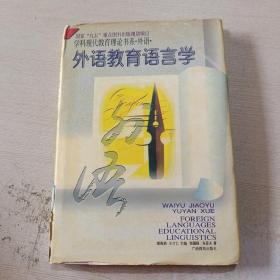 国家“九五”重点图书出版规划项目
学科现代教育理论书系·外语·
外语教育语言学
外语
WAIYU JIAOYU
YUYAN XUE
FOREIGN
LANGUAGES
EDUCATIONAL
LINGUISTICS
广西教育出版社